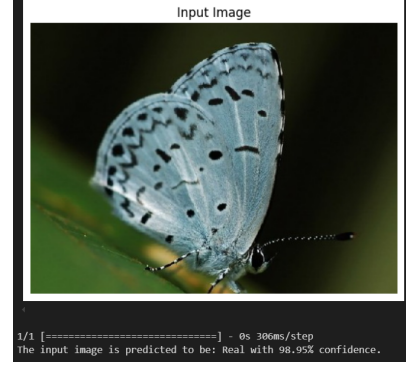 Input Image
1/1 [==============================] - 0s 306ms/step
The input image is predicted to be: Real with 98.95% confidence.